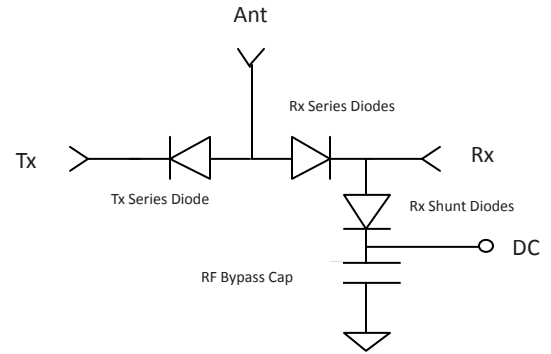 Ant
Rx Series Diodes
Tx
Rx
Tx Series Diode
Rx Shunt Diodes
DC
RF Bypass Cap